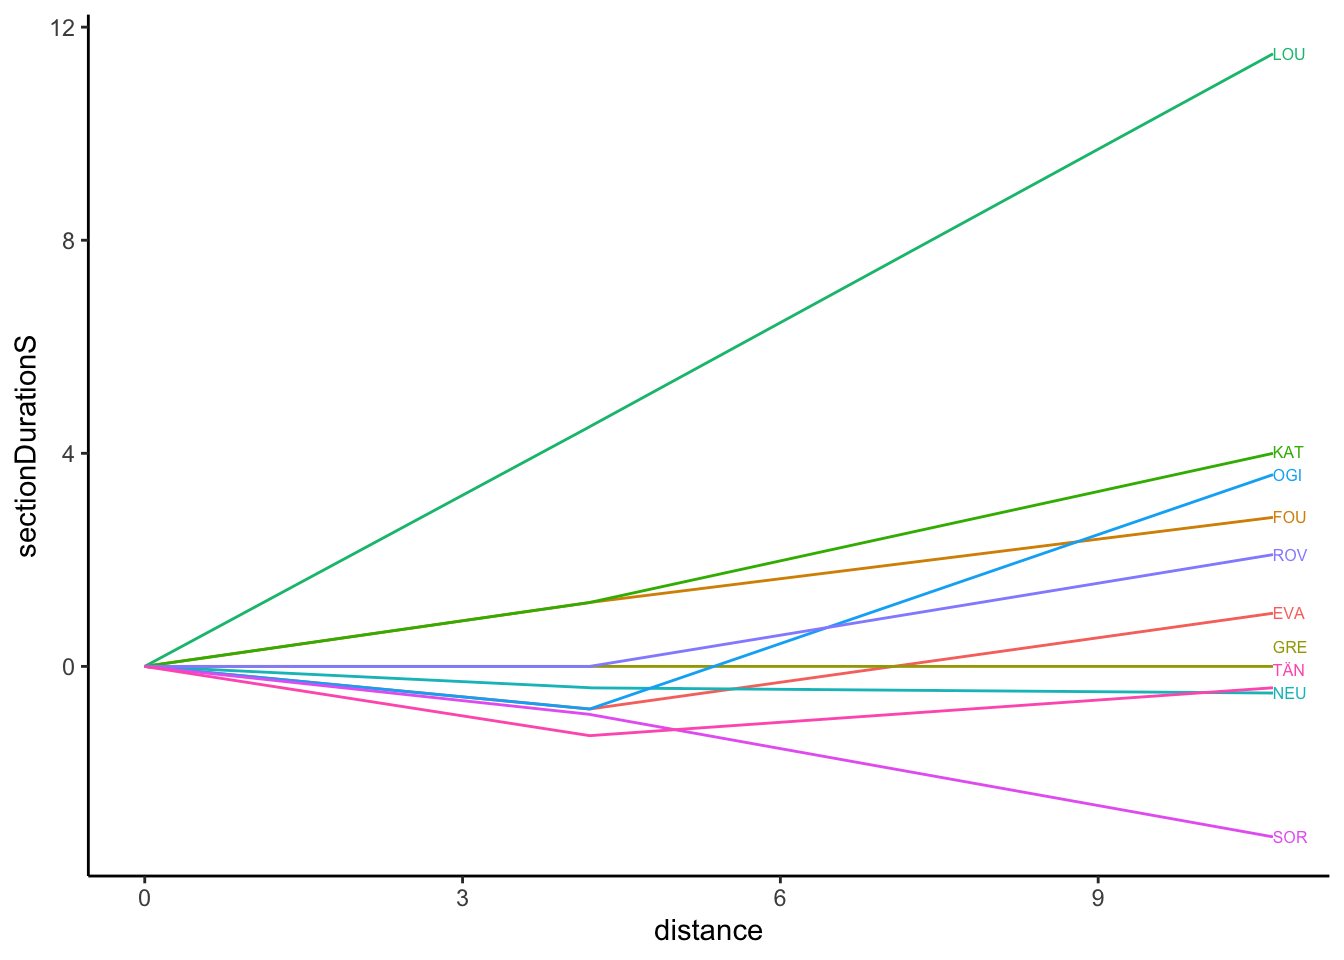 12
LOU
8
sectionDurationS
4
KAT
OGI
FOU
ROV
EVA
GRE
0
TÄN
NEU
SOR
0 3 6 9
distance